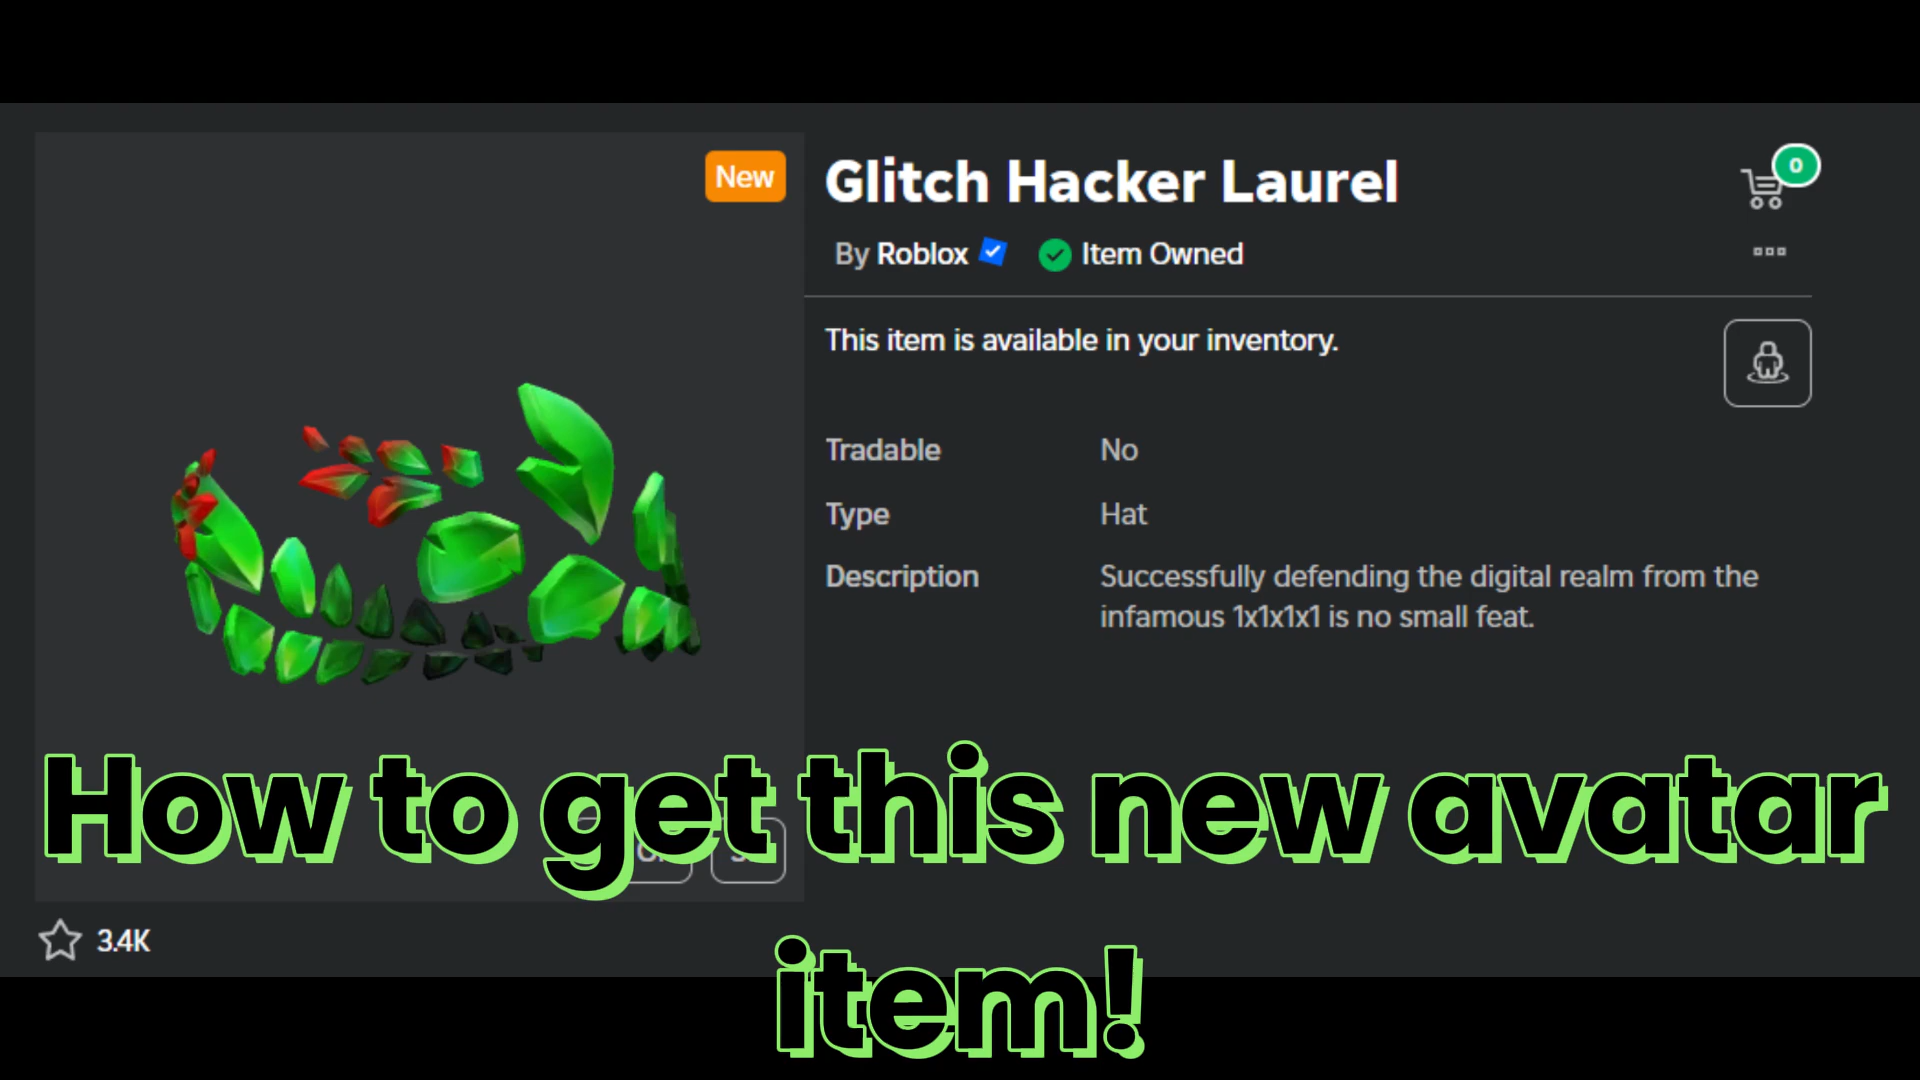 New
Glitch Hacker Laurel
0
By Roblox
Item Owned
This item is available in your inventory.
Tradable
No
Type
Hat
Description
Successfully defending the digital realm from the
infamous 1x1x1x1 is no small feat.
How to get this new avatar
item!
3.4K